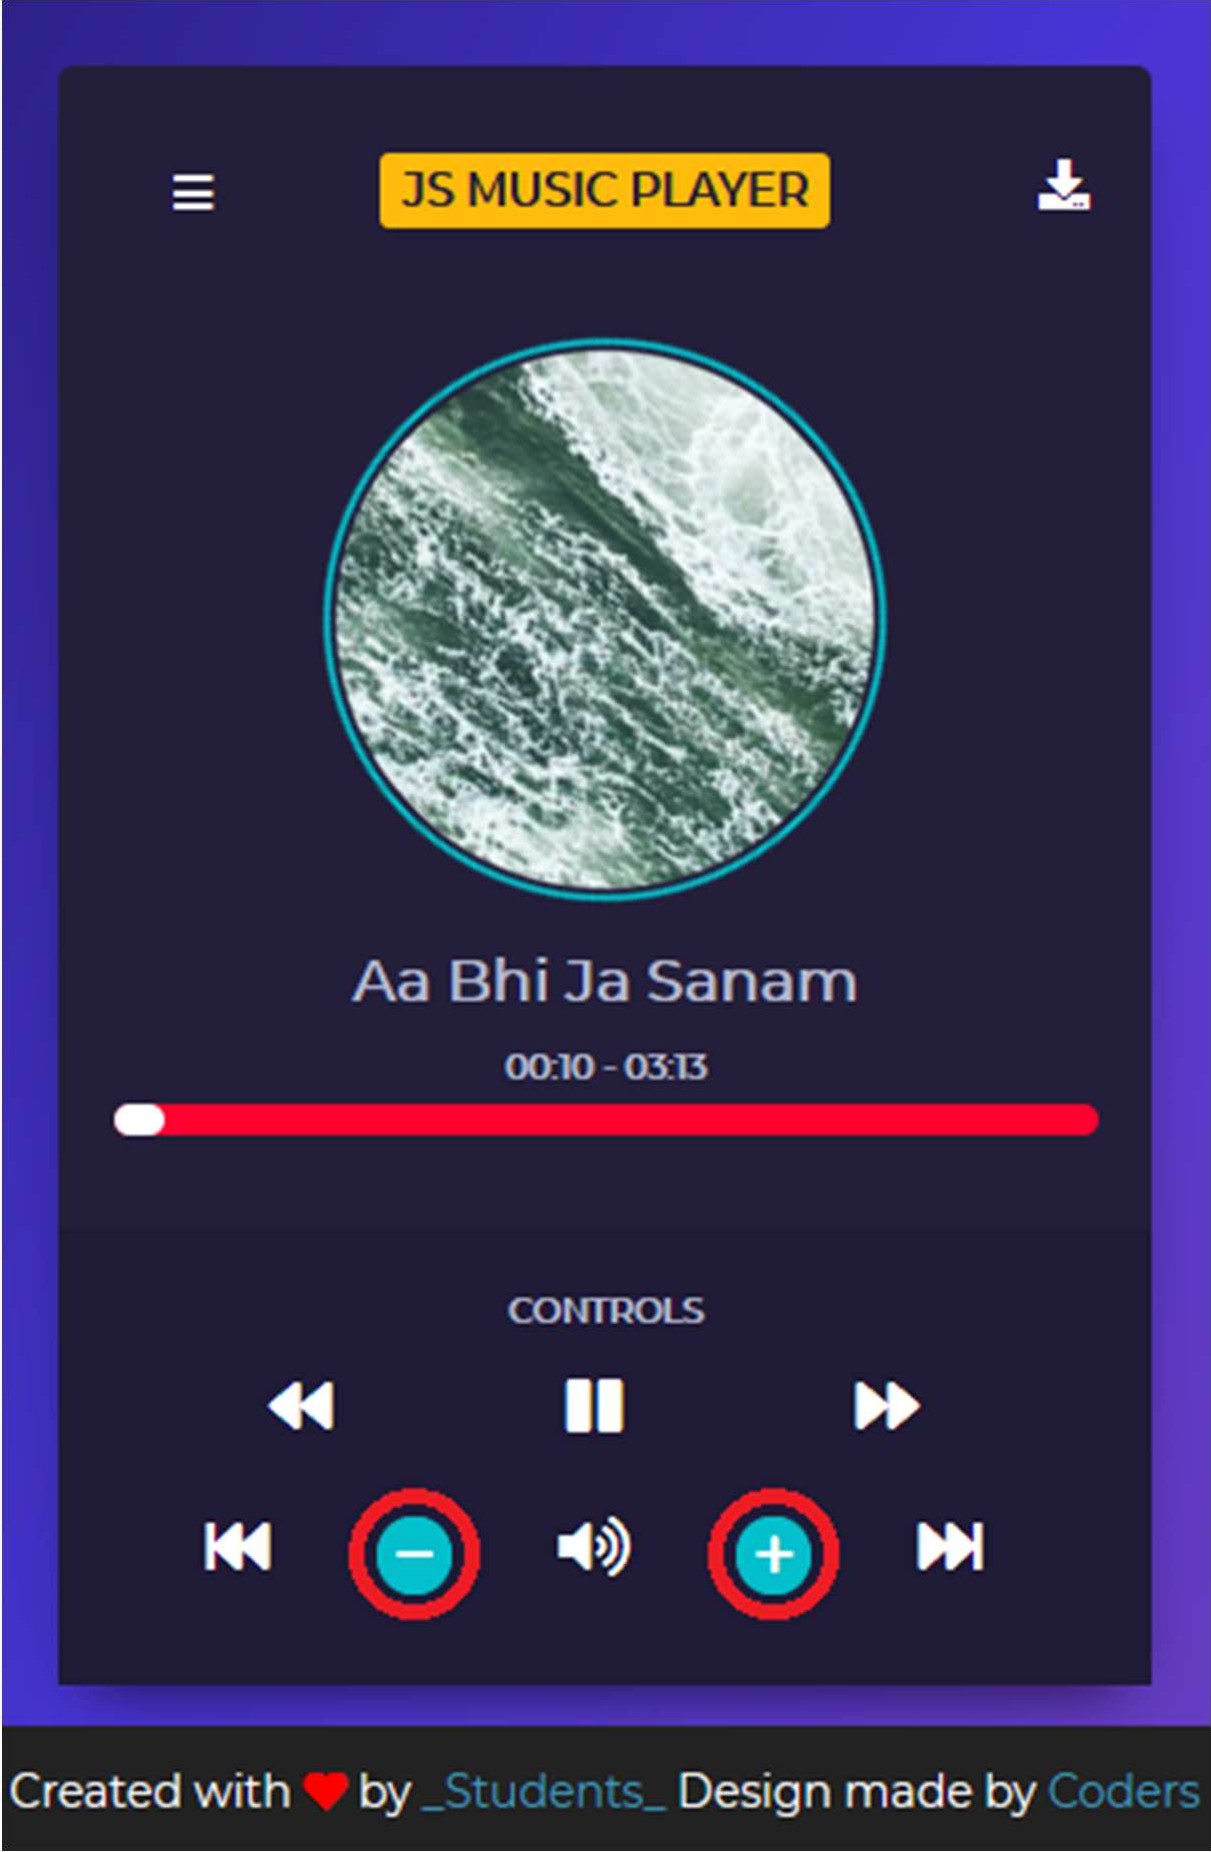 JS MUSIC PLAYER
Aa Bhi Ja Sanam
00:10 - 03:13
CONTROLS
Created with ❤ by _Students_ Design made by Coders